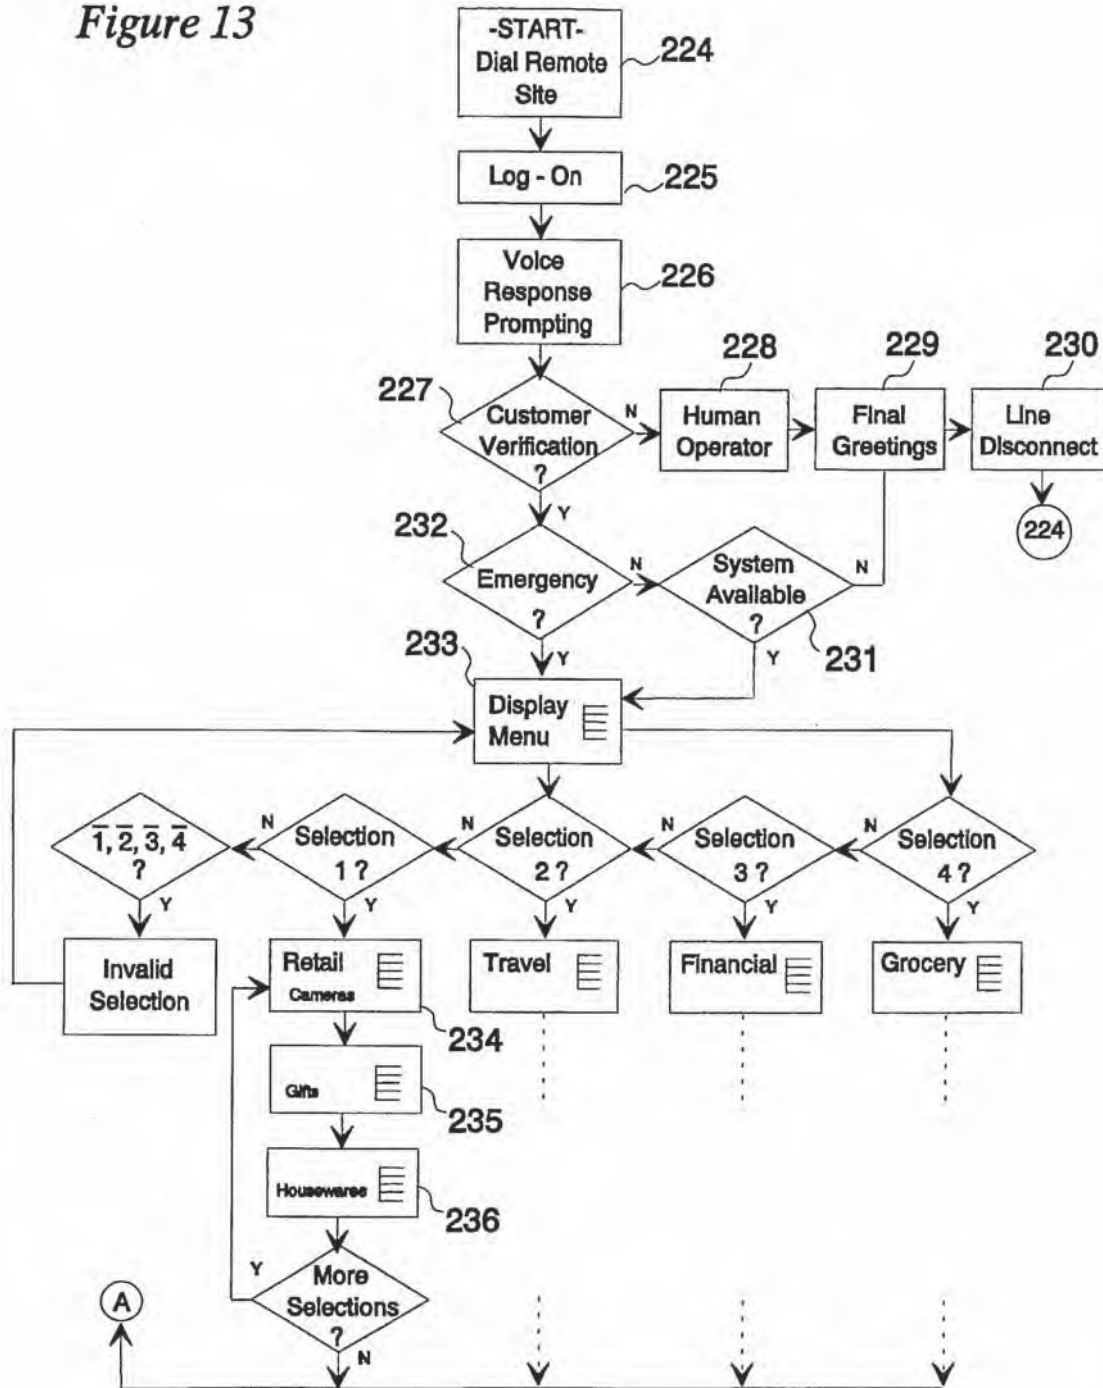 Figure 13
-START-
Dial Remote
Site
224
Log - On
225
Voice
Response
Prompting
226
227
Customer
Verification
?
N
Y
228
Human
Operator
229
Final
Greetings
230
Line
Disconnect
224
232
Emergency
?
N
Y
System
Available
?
N
Y
231
233
Display
Menu
1̅, 2̅, 3̅, 4̅
?
Y
N
Selection
1 ?
Y
N
Selection
2 ?
Y
N
Selection
3 ?
Y
N
Selection
4 ?
Y
Invalid
Selection
Retail
Cameras
234
Travel
Financial
Grocery
Gifts
235
Housewares
236
Y
More
Selections
?
N
A